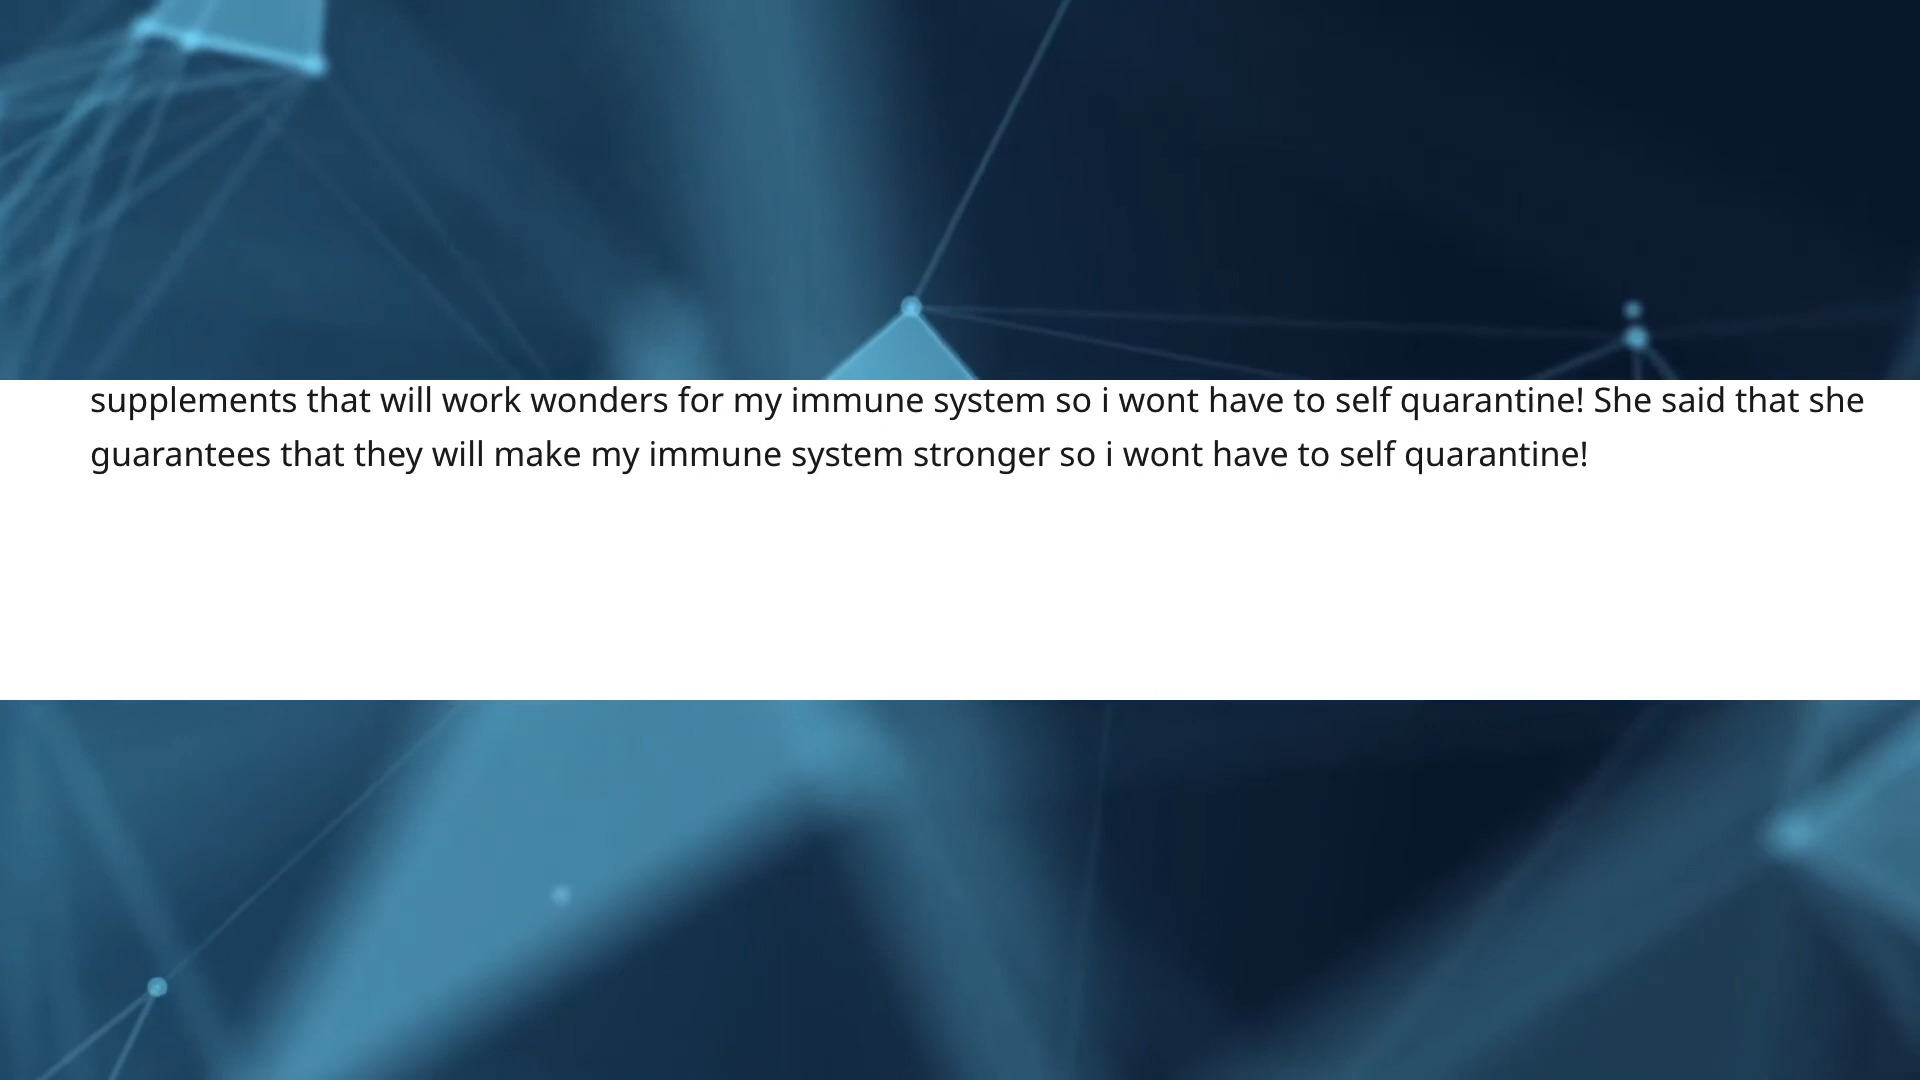 supplements that will work wonders for my immune system so i wont have to self quarantine! She said that she
guarantees that they will make my immune system stronger so i wont have to self quarantine!